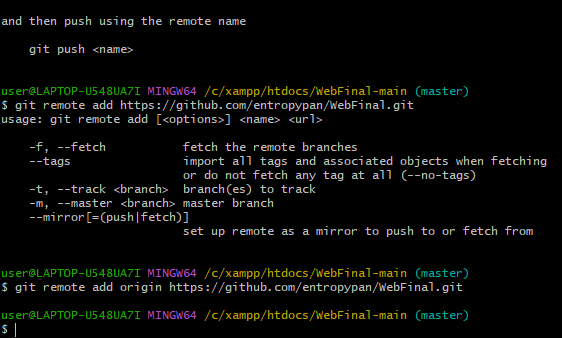 and then push using the remote name
git push <name>
user@LAPTOP-U548UA7I MINGW64 /c/xampp/htdocs/WebFinal-main (master)
$ git remote add https://github.com/entropypan/WebFinal.git
usage: git remote add [<options>] <name> <url>
-f, --fetch fetch the remote branches
--tags import all tags and associated objects when fetching
or do not fetch any tag at all (--no-tags)
-t, --track <branch> branch(es) to track
-m, --master <branch> master branch
--mirror[=(push|fetch)]
set up remote as a mirror to push to or fetch from
user@LAPTOP-U548UA7I MINGW64 /c/xampp/htdocs/WebFinal-main (master)
$ git remote add origin https://github.com/entropypan/WebFinal.git
user@LAPTOP-U548UA7I MINGW64 /c/xampp/htdocs/WebFinal-main (master)
$